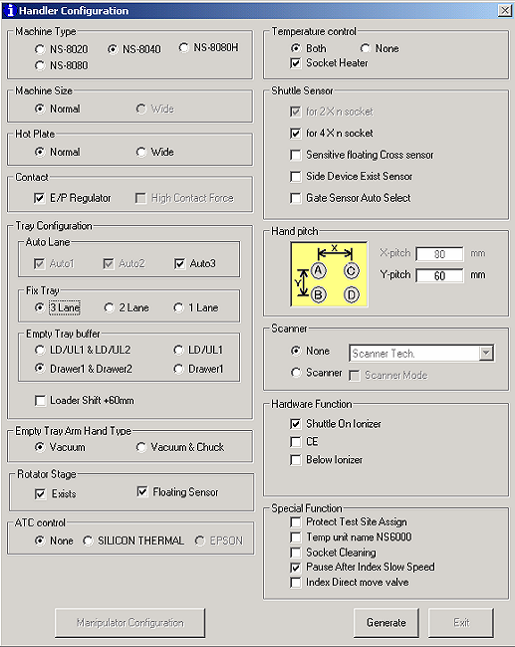 Handler Configuration
Machine Type
NS-8020
NS-8040
NS-8080H
NS-8080
Machine Size
Normal
Wide
Hot Plate
Normal
Wide
Contact
E/P Regulator
High Contact Force
Tray Configuration
Auto Lane
Auto1
Auto2
Auto3
Fix Tray
3 Lane
2 Lane
1 Lane
Empty Tray buffer
LD/UL1 & LD/UL2
LD/UL1
Drawer1 & Drawer2
Drawer1
Loader Shift +60mm
Empty Tray Arm Hand Type
Vacuum
Vacuum & Chuck
Rotator Stage
Exists
Floating Sensor
ATC control
None
SILICON THERMAL
EPSON
Manipulator Configuration
Temperature control
Both
None
Socket Heater
Shuttle Sensor
for 2 X n socket
for 4 X n socket
Sensitive floating Cross sensor
Side Device Exist Sensor
Gate Sensor Auto Select
Hand pitch
X
A C
Y
B D
X-pitch 80 mm
Y-pitch 60 mm
Scanner
None
Scanner Tech.
Scanner
Scanner Mode
Hardware Function
Shuttle On Ionizer
CE
Below Ionizer
Special Function
Protect Test Site Assign
Temp unit name NS6000
Socket Cleaning
Pause After Index Slow Speed
Index Direct move valve
Generate
Exit